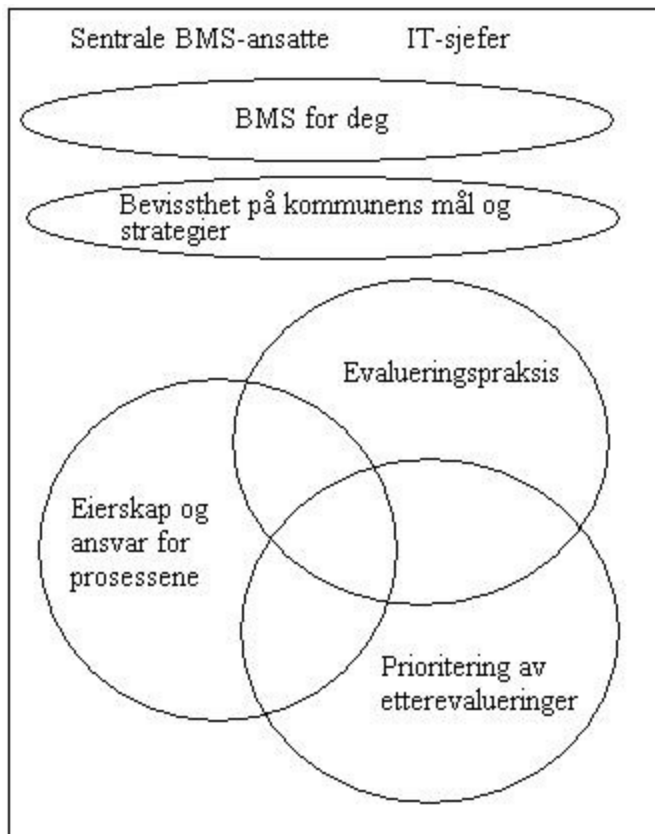 Sentrale BMS-ansatte IT-sjefer
BMS for deg
Bevissthet på kommunens mål og
strategier
Evalueringspraksis
Eierskap og
ansvar for
prosessene
Prioritering av
etterevalueringer